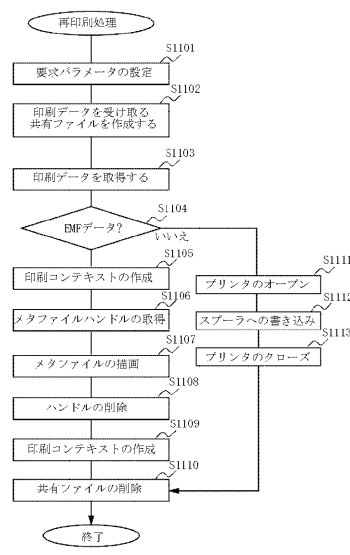 再印刷処理
S1101
要求パラメータの設定
S1102
印刷データを受け取る
共有ファイルを作成する
S1103
印刷データを取得する
S1104
EMFデータ?
いいえ
S1105
印刷コンテキストの作成
S1106
メタファイルハンドルの取得
S1107
メタファイルの描画
S1108
ハンドルの削除
S1109
印刷コンテキストの作成
S1110
共有ファイルの削除
S1111
プリンタのオープン
S1112
スプーラへの書き込み
S1113
プリンタのクローズ
終了